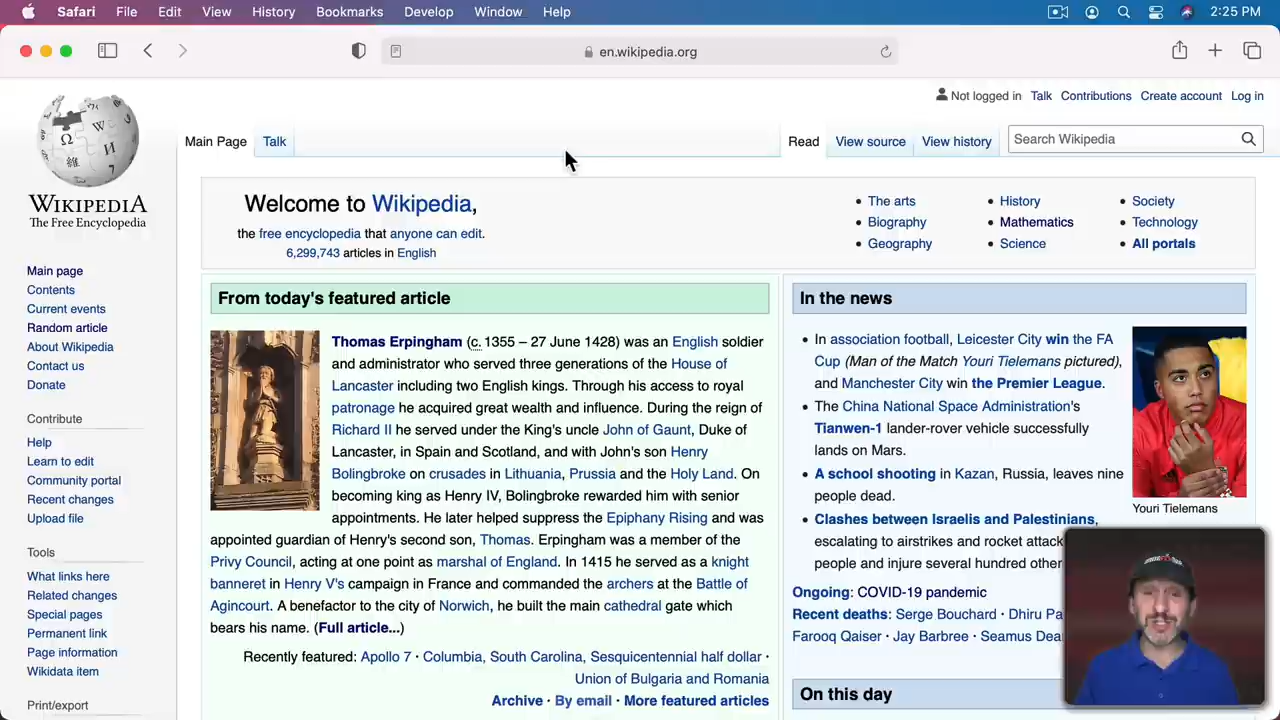 Safari File Edit View History Bookmarks Develop Window Help 2:25 PM
en.wikipedia.org
Not logged in Talk Contributions Create account Log in
Main Page Talk Read View source View history Search Wikipedia
WIKIPEDIA
The Free Encyclopedia
Main page
Contents
Current events
Random article
About Wikipedia
Contact us
Donate
Contribute
Help
Learn to edit
Community portal
Recent changes
Upload file
Tools
What links here
Related changes
Special pages
Permanent link
Page information
Wikidata item
Print/export
Welcome to Wikipedia,
the free encyclopedia that anyone can edit.
6,299,743 articles in English
• The arts
• Biography
• Geography
• History
• Mathematics
• Science
• Society
• Technology
• All portals
From today's featured article
Thomas Erpingham (c. 1355 – 27 June 1428) was an English soldier
and administrator who served three generations of the House of
Lancaster including two English kings. Through his access to royal
patronage he acquired great wealth and influence. During the reign of
Richard II he served under the King's uncle John of Gaunt, Duke of
Lancaster, in Spain and Scotland, and with John's son Henry
Bolingbroke on crusades in Lithuania, Prussia and the Holy Land. On
becoming king as Henry IV, Bolingbroke rewarded him with senior
appointments. He later helped suppress the Epiphany Rising and was
appointed guardian of Henry's second son, Thomas. Erpingham was a member of the
Privy Council, acting at one point as marshal of England. In 1415 he served as a knight
banneret in Henry V's campaign in France and commanded the archers at the Battle of
Agincourt. A benefactor to the city of Norwich, he built the main cathedral gate which
bears his name. (Full article...)
Recently featured: Apollo 7 · Columbia, South Carolina, Sesquicentennial half dollar ·
Union of Bulgaria and Romania
Archive · By email · More featured articles
In the news
• In association football, Leicester City win the FA
Cup (Man of the Match Youri Tielemans pictured),
and Manchester City win the Premier League.
• The China National Space Administration's
Tianwen-1 lander-rover vehicle successfully
lands on Mars.
• A school shooting in Kazan, Russia, leaves nine
people dead.
• Clashes between Israelis and Palestinians,
escalating to airstrikes and rocket attack
people and injure several hundred other
Youri Tielemans
Ongoing: COVID-19 pandemic
Recent deaths: Serge Bouchard · Dhiru Pa
Farooq Qaiser · Jay Barbree · Seamus Dea
On this day